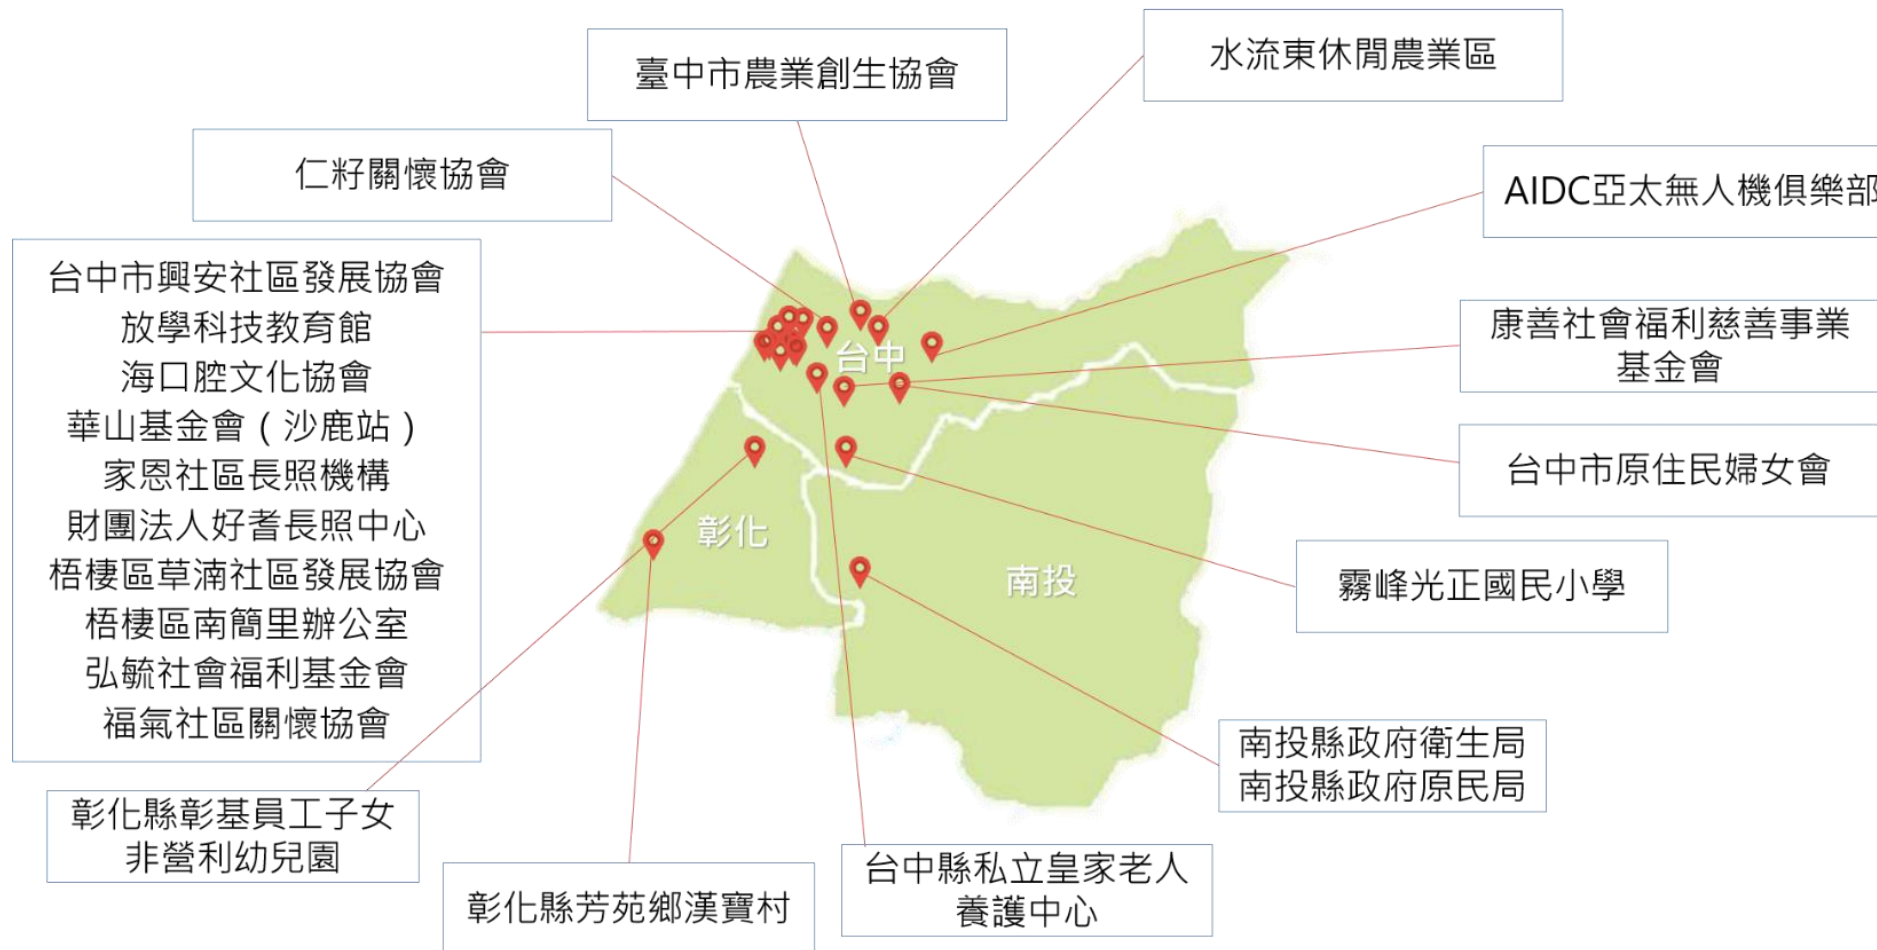 水流東休閒農業區
臺中市農業創生協會
仁籽關懷協會
AIDC亞太無人機俱樂部
台中市興安社區發展協會
放學科技教育館
海口腔文化協會
華山基金會（沙鹿站）
家恩社區長照機構
財團法人好耆長照中心
梧棲區草湳社區發展協會
梧棲區南簡里辦公室
弘毓社會福利基金會
福氣社區關懷協會
康善社會福利慈善事業
基金會
台中
台中市原住民婦女會
彰化
南投
霧峰光正國民小學
南投縣政府衛生局
南投縣政府原民局
彰化縣彰基員工子女
非營利幼兒園
台中縣私立皇家老人
養護中心
彰化縣芳苑鄉漢寶村